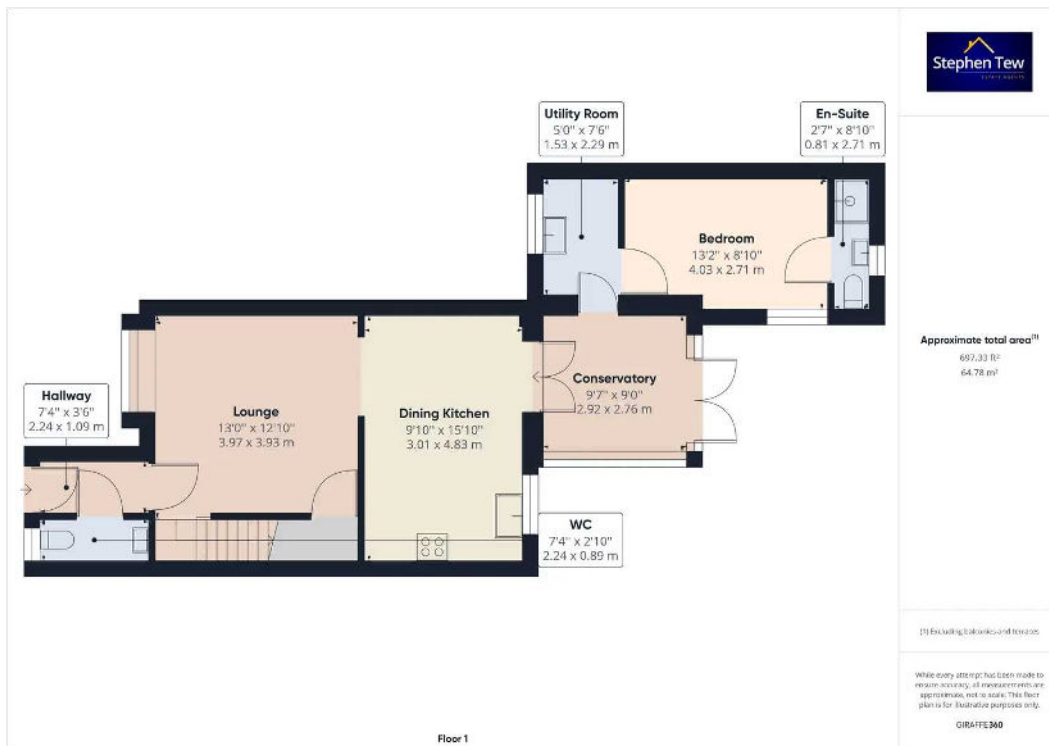 Stephen Tew
ESTATE AGENTS
Utility Room
5'0" x 7'6"
1.53 x 2.29 m
En-Suite
2'7" x 8'10"
0.81 x 2.71 m
Bedroom
13'2" x 8'10"
4.03 x 2.71 m
Hallway
7'4" x 3'6"
2.24 x 1.09 m
Lounge
13'0" x 12'10"
3.97 x 3.93 m
Dining Kitchen
9'10" x 15'10"
3.01 x 4.83 m
Conservatory
9'7" x 9'0"
2.92 x 2.76 m
WC
7'4" x 2'10"
2.24 x 0.89 m
Floor 1
Approximate total area(1)
697.33 ft²
64.78 m²
(1) Excluding balconies and terraces
While every attempt has been made to
ensure accuracy, all measurements are
approximate, not to scale. This floor
plan is for illustrative purposes only.
GIRAFFE360